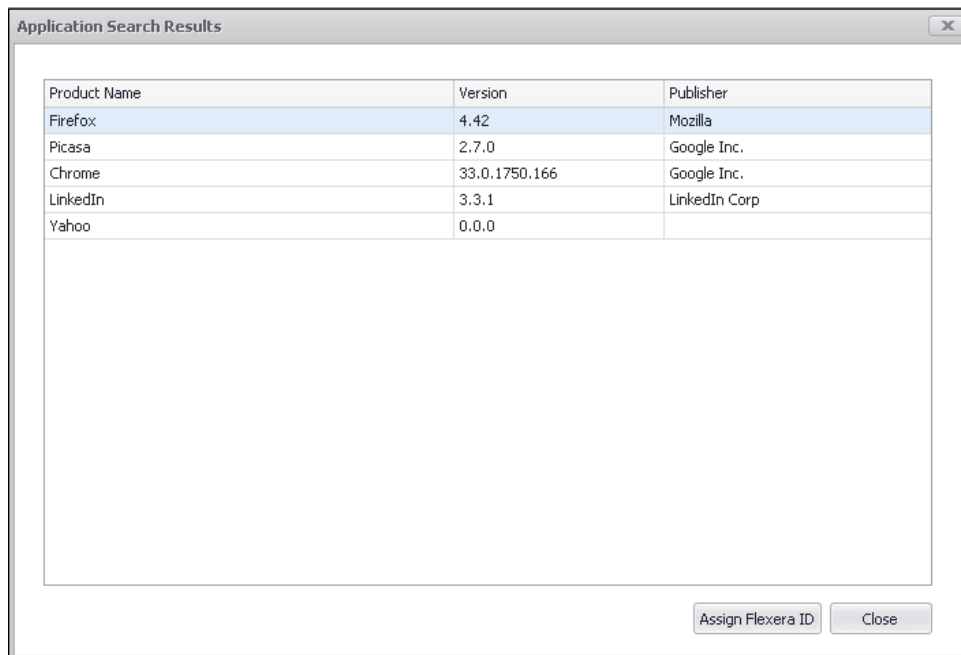 Application Search Results
Product Name Version Publisher
Firefox 4.42 Mozilla
Picasa 2.7.0 Google Inc.
Chrome 33.0.1750.166 Google Inc.
LinkedIn 3.3.1 LinkedIn Corp
Yahoo 0.0.0
Assign Flexera ID Close